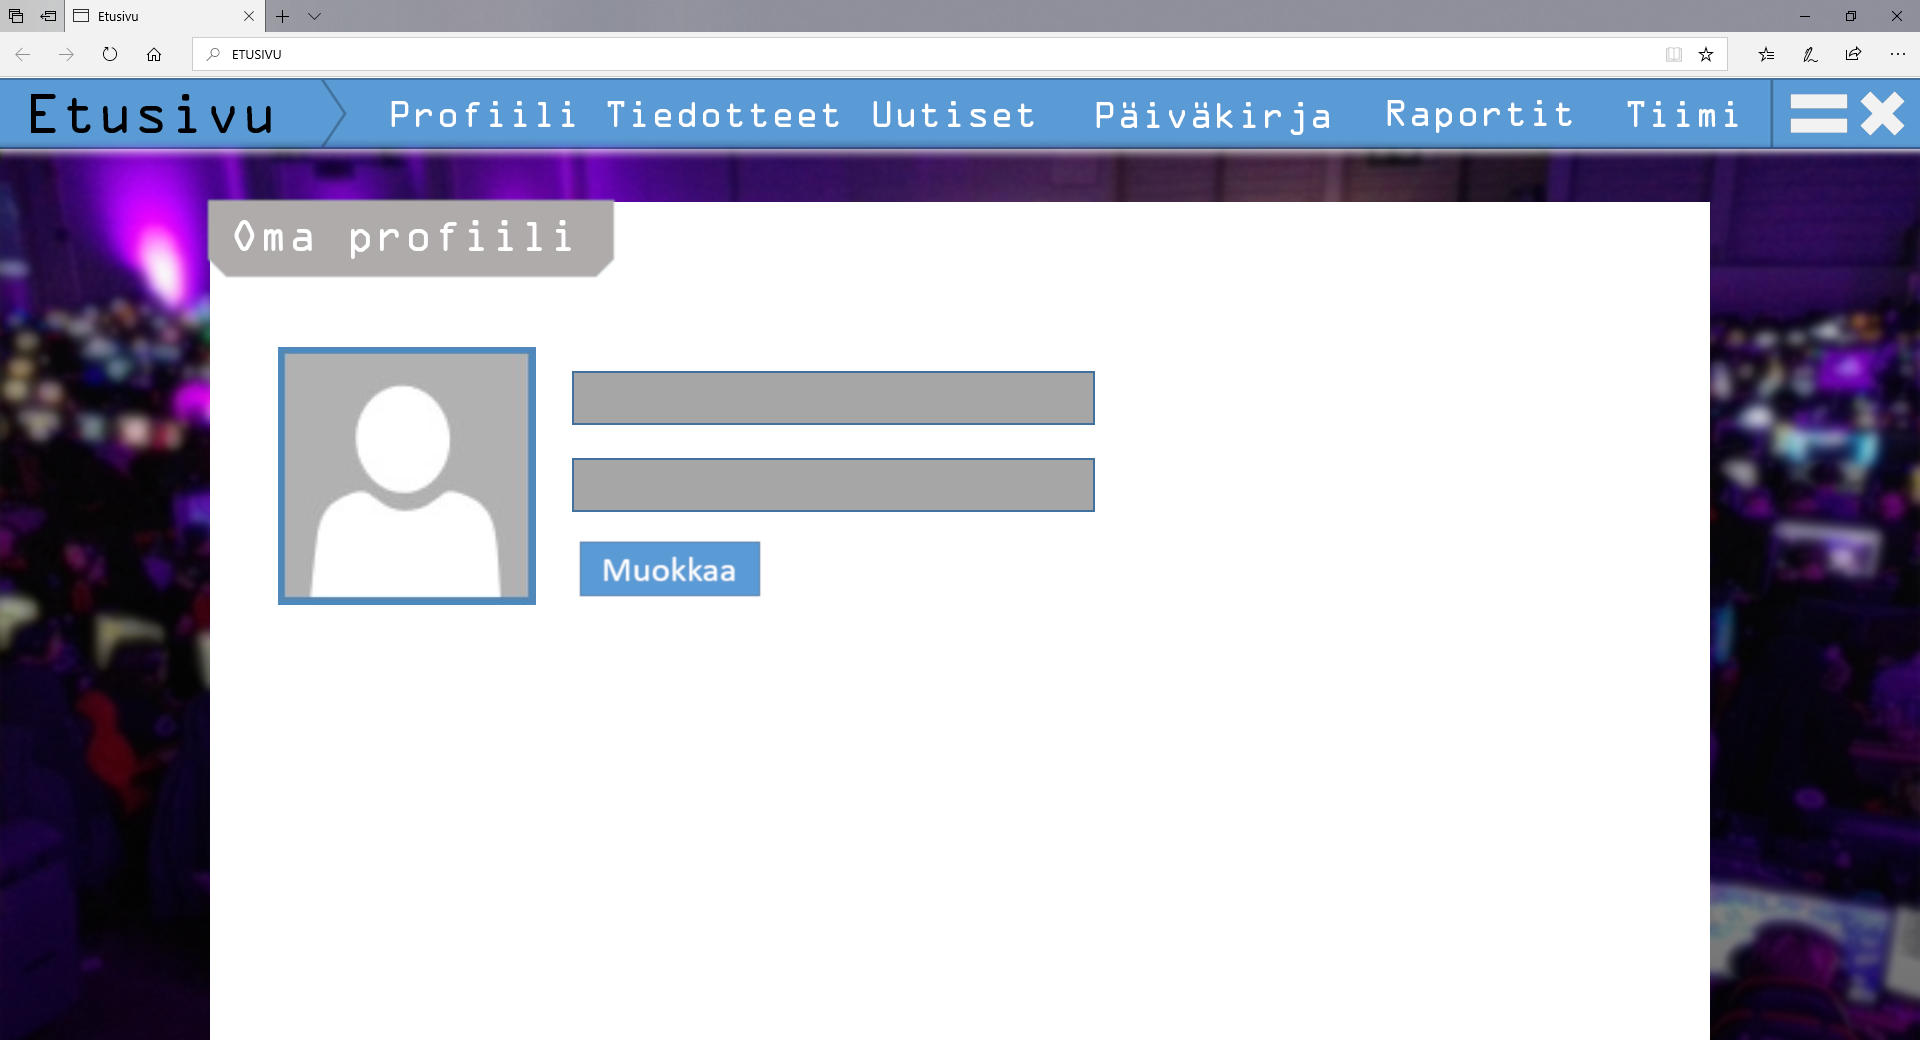 Etusivu
ETUSIVU
Etusivu Profiili Tiedotteet Uutiset Päiväkirja Raportit Tiimi
Oma profiili
Muokkaa